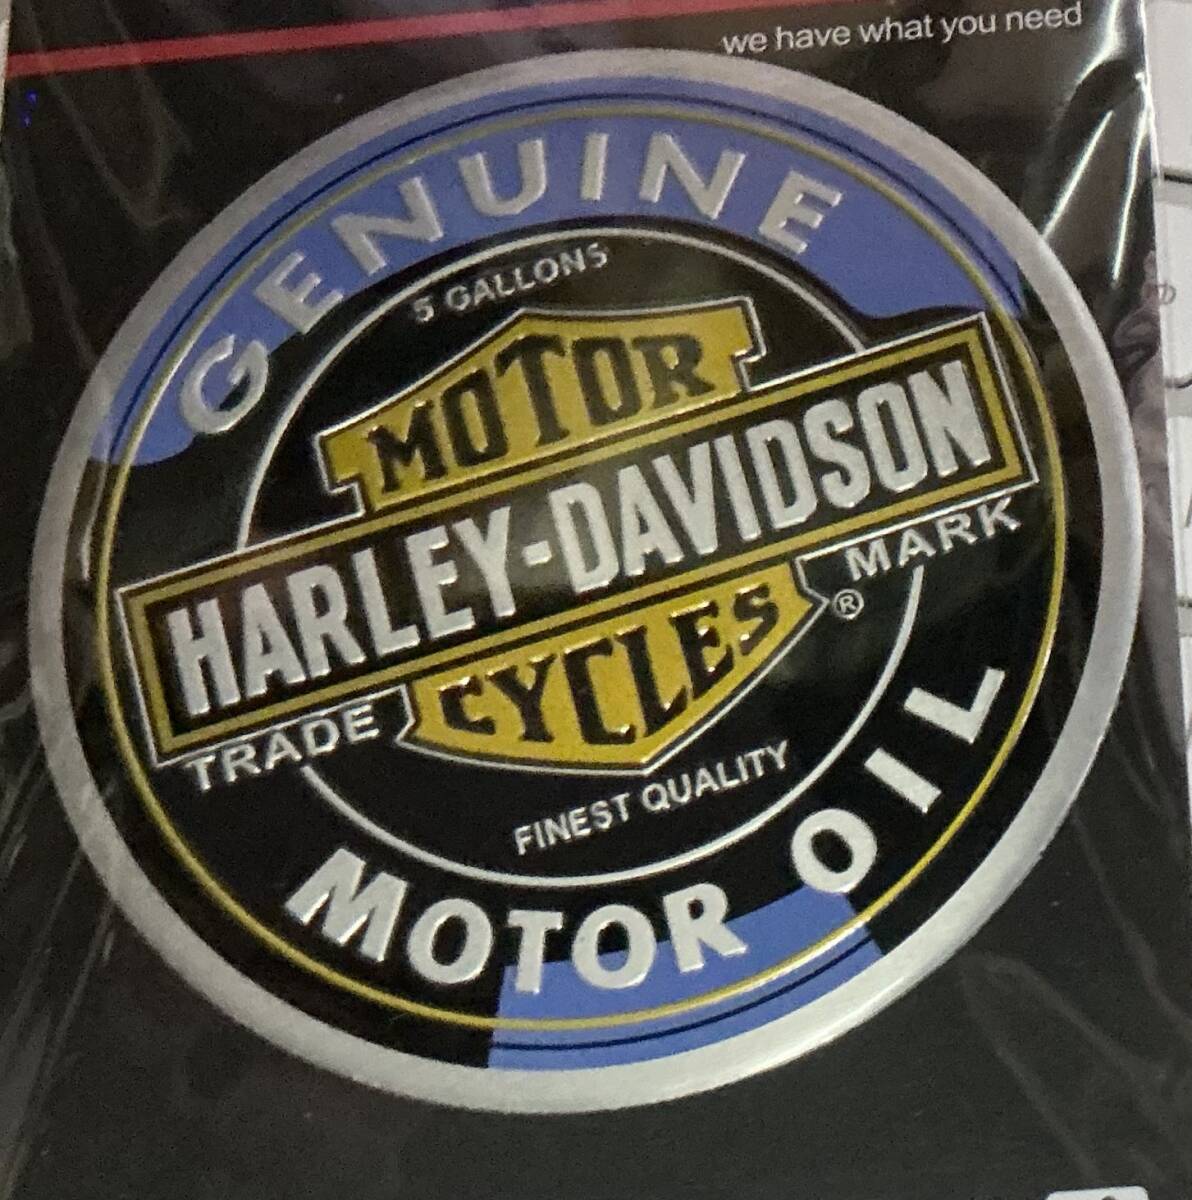 we have what you need
GENUINE
5 GALLONS
MOTOR
HARLEY-DAVIDSON
CYCLES
TRADE MARK
®
FINEST QUALITY
MOTOR OIL